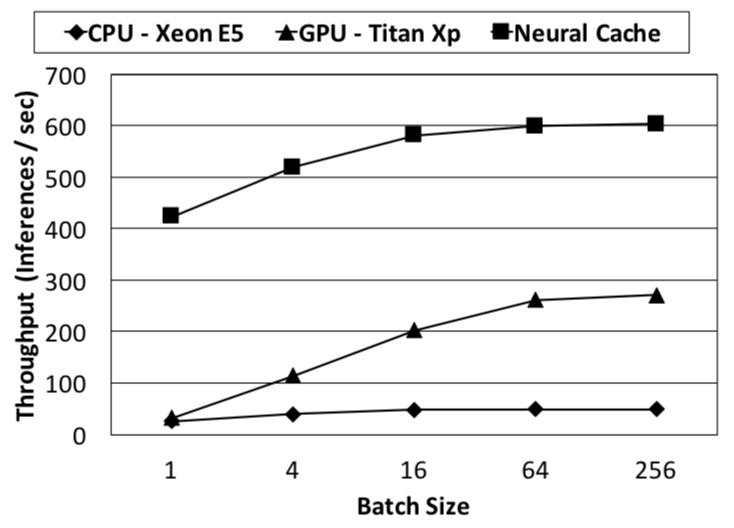 CPU - Xeon E5 GPU - Titan Xp Neural Cache
Throughput (Inferences / sec)
700
600
500
400
300
200
100
0
1 4 16 64 256
Batch Size